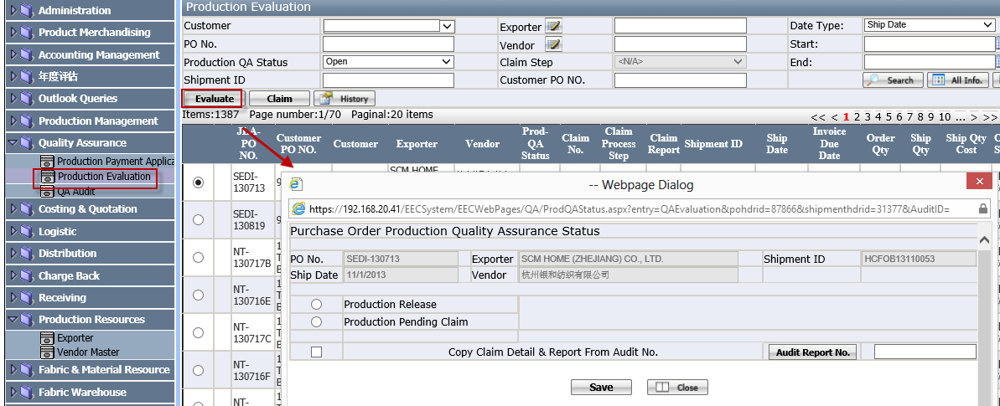 Administration
Product Merchandising
Accounting Management
年度评估
Outlook Queries
Production Management
Quality Assurance
Production Payment Applica
Production Evaluation
QA Audit
Costing & Quotation
Logistic
Distribution
Charge Back
Receiving
Production Resources
Exporter
Vendor Master
Fabric & Material Resource
Fabric Warehouse
Production Evaluation
Customer Exporter Date Type: Ship Date
PO No. Vendor Start:
Production QA Status Open Claim Step <N/A> End:
Shipment ID Customer PO NO. Search All Info.
Evaluate Claim History
Items:1387 Page number:1/70 Paginal:20 items << < 1 2 3 4 5 6 7 8 9 10 ... > >>
PO NO. Customer PO NO. Customer Exporter Vendor Prod-QA Status Claim No. Claim Process Step Claim Report Shipment ID Ship Date Invoice Due Date Order Qty Ship Qty Ship Qty Cost
SEDI-130713
SCM HOME
SEDI-130819
NT-130717B
NT-130716E
NT-130717C
NT-130716F
NT-
-- Webpage Dialog
https://192.168.20.41/EECSystem/EECWebPages/QA/ProdQAStatus.aspx?entry=QAEvaluation&pohdrid=87866&shipmenthdrid=31377&AuditID=
Purchase Order Production Quality Assurance Status
PO No. SEDI-130713 Exporter SCM HOME (ZHEJIANG) CO., LTD. Shipment ID HCFOB13110053
Ship Date 11/1/2013 Vendor 杭州银和纺织有限公司
Production Release
Production Pending Claim
Copy Claim Detail & Report From Audit No. Audit Report No.
Save Close